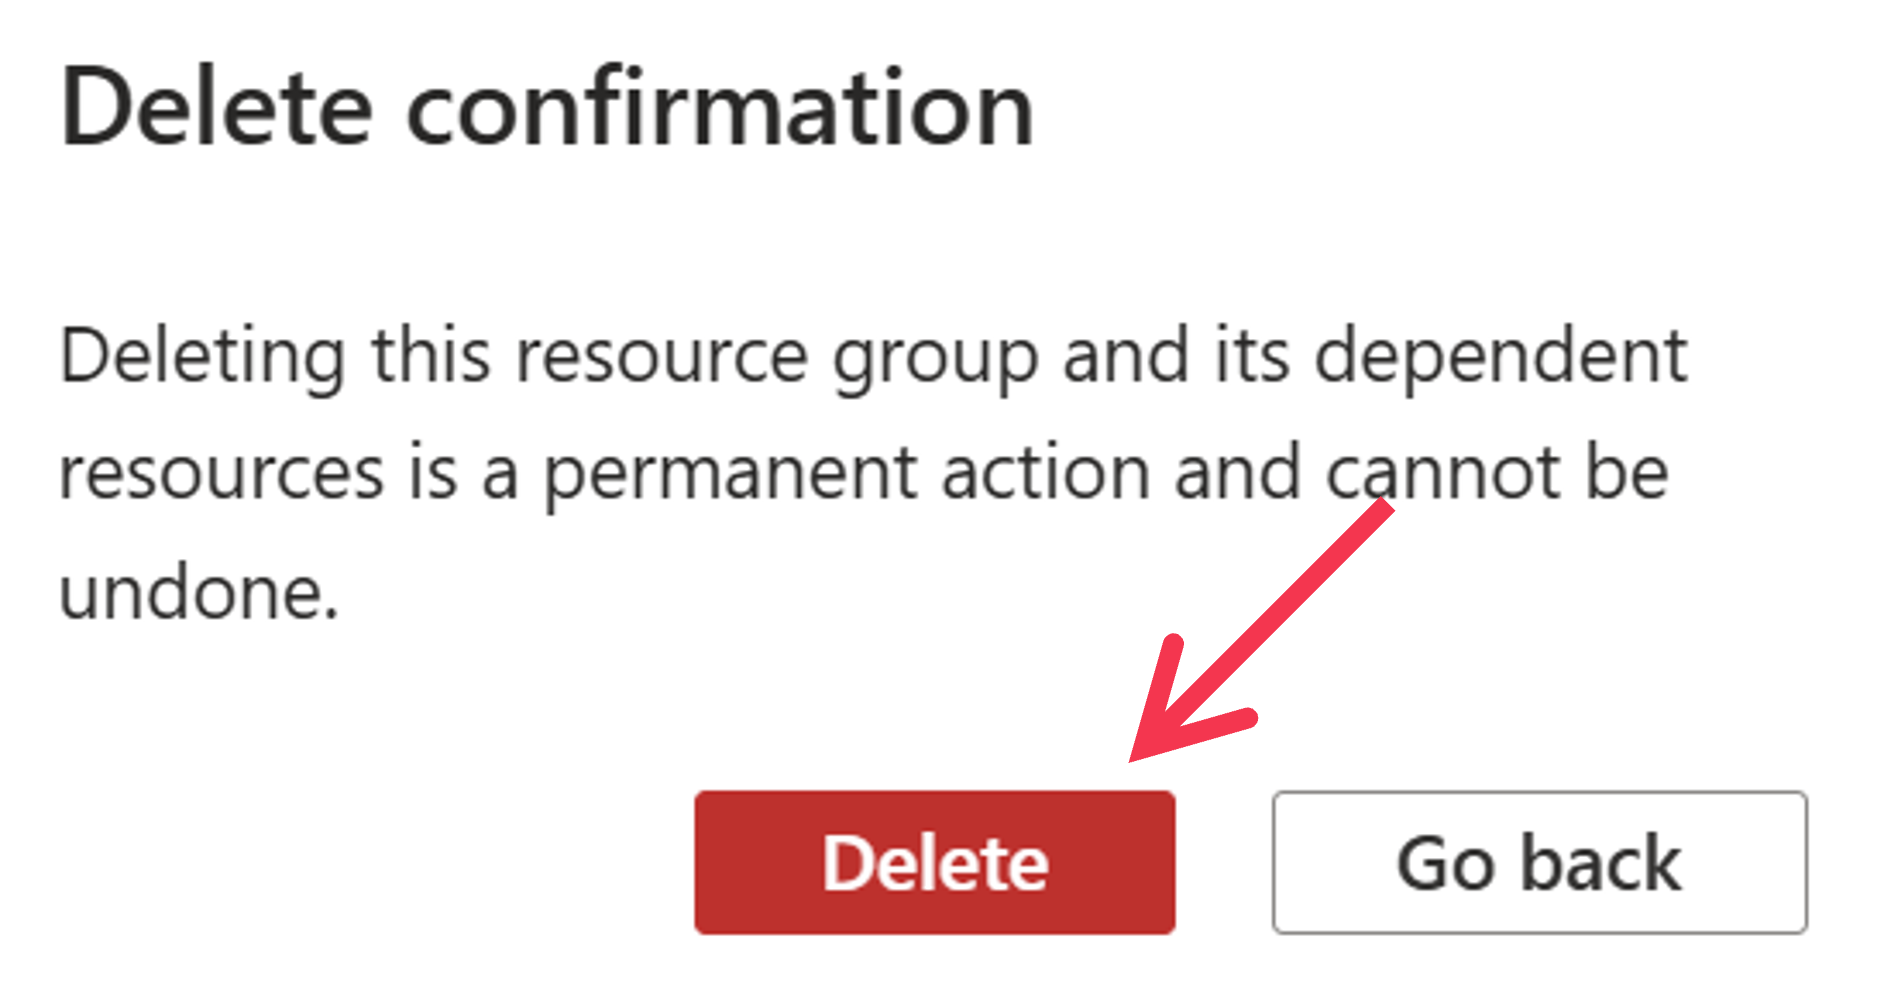 Delete confirmation
Deleting this resource group and its dependent
resources is a permanent action and cannot be
undone.
Delete
Go back